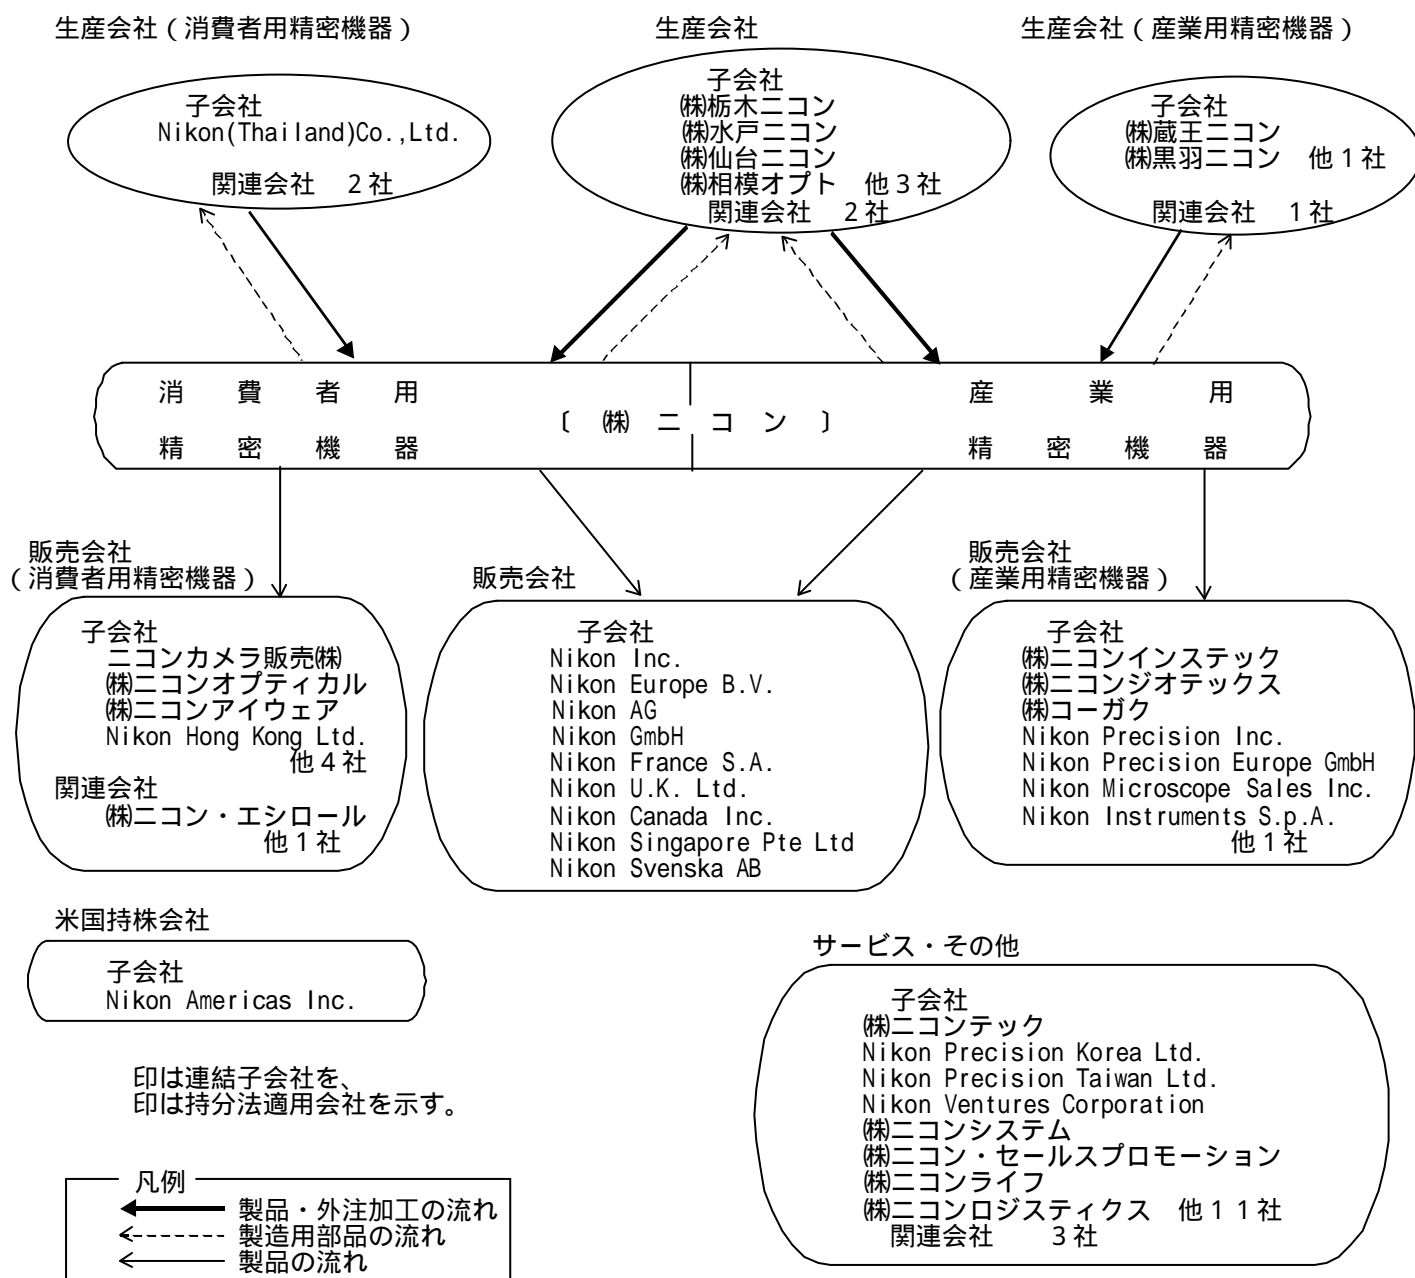 生産会社(消費者用精密機器)
子会社
Nikon(Thailand)Co.,Ltd.
関連会社 2社
生産会社
子会社
㈱栃木ニコン
㈱水戸ニコン
㈱仙台ニコン
㈱相模オプト 他3社
関連会社 2社
生産会社(産業用精密機器)
子会社
㈱蔵王ニコン
㈱黒羽ニコン 他1社
関連会社 1社
消費者用
精密機器
〔㈱ニコン〕
産業用
精密機器
販売会社
(消費者用精密機器)
子会社
ニコンカメラ販売㈱
㈱ニコンオプティカル
㈱ニコンアイウェア
Nikon Hong Kong Ltd.
他4社
関連会社
㈱ニコン・エシロール
他1社
販売会社
子会社
Nikon Inc.
Nikon Europe B.V.
Nikon AG
Nikon GmbH
Nikon France S.A.
Nikon U.K. Ltd.
Nikon Canada Inc.
Nikon Singapore Pte Ltd
Nikon Svenska AB
販売会社
(産業用精密機器)
子会社
㈱ニコンインステック
㈱ニコンジオテックス
㈱コーガク
Nikon Precision Inc.
Nikon Precision Europe GmbH
Nikon Microscope Sales Inc.
Nikon Instruments S.p.A.
他1社
米国持株会社
子会社
Nikon Americas Inc.
サービス・その他
子会社
㈱ニコンテック
Nikon Precision Korea Ltd.
Nikon Precision Taiwan Ltd.
Nikon Ventures Corporation
㈱ニコンシステム
㈱ニコン・セールスプロモーション
㈱ニコンライフ
㈱ニコンロジスティクス 他11社
関連会社 3社
印は連結子会社を、
印は持分法適用会社を示す。
凡例
製品・外注加工の流れ
製造用部品の流れ
製品の流れ